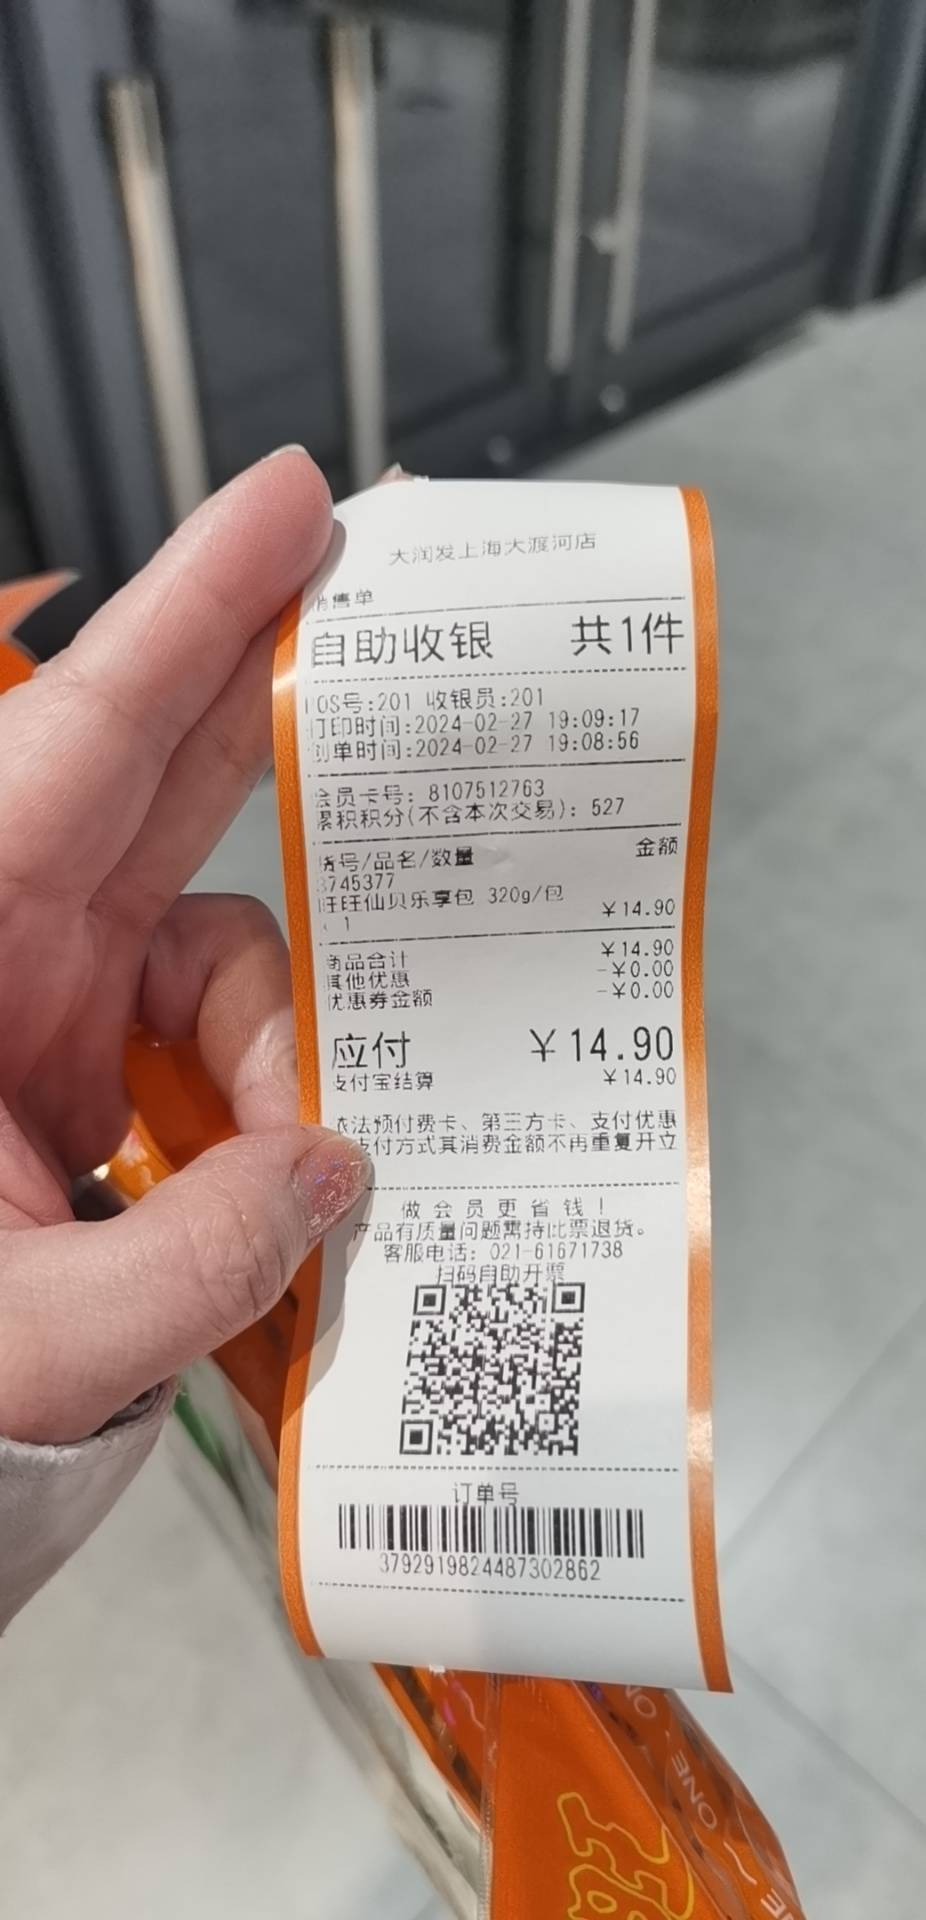 大润发上海大渡河店
销售单
自助收银 共1件
POS号:201 收银员:201
打印时间:2024-02-27 19:09:17
创单时间:2024-02-27 19:08:56
会员卡号: 8107512763
累积积分(不含本次交易): 527
货号/品名/数量 金额
3745377
旺旺仙贝乐享包 320g/包
x 1 ￥14.90
商品合计 ￥14.90
其他优惠 -￥0.00
优惠券金额 -￥0.00
应付 ￥14.90
支付宝结算 ￥14.90
依法预付费卡、第三方卡、支付优惠
支付方式其消费金额不再重复开立
做会员更省钱！
产品有质量问题需持此票退货。
客服电话: 021-61671738
扫码自助开票
订单号
3792919824487302862
ONE